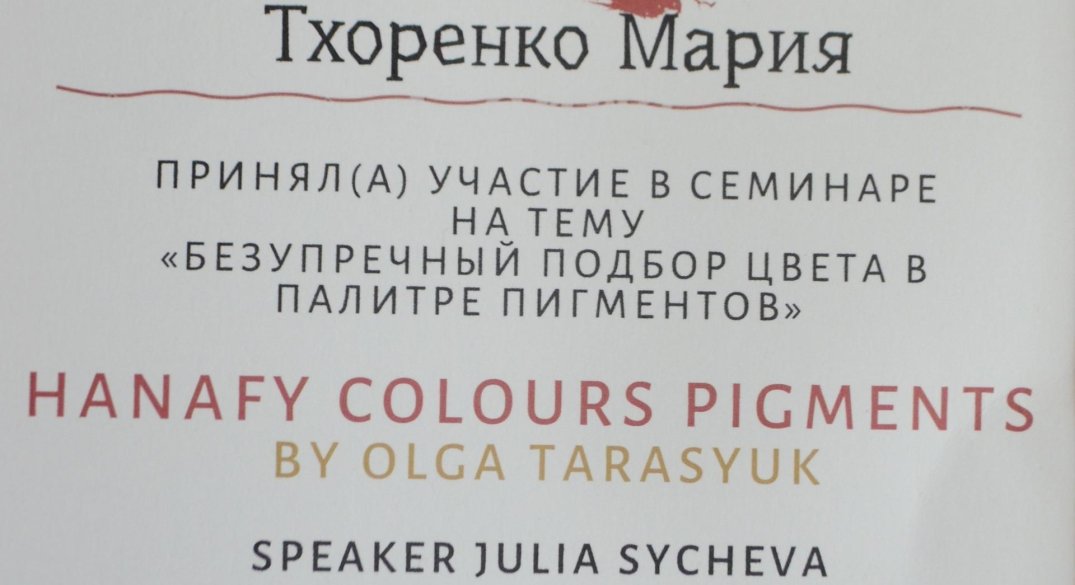 Тхоренко Мария
ПРИНЯЛ(А) УЧАСТИЕ В СЕМИНАРЕ
НА ТЕМУ
«БЕЗУПРЕЧНЫЙ ПОДБОР ЦВЕТА В
ПАЛИТРЕ ПИГМЕНТОВ»
HANAFY COLOURS PIGMENTS
BY OLGA TARASYUK
SPEAKER JULIA SYCHEVA